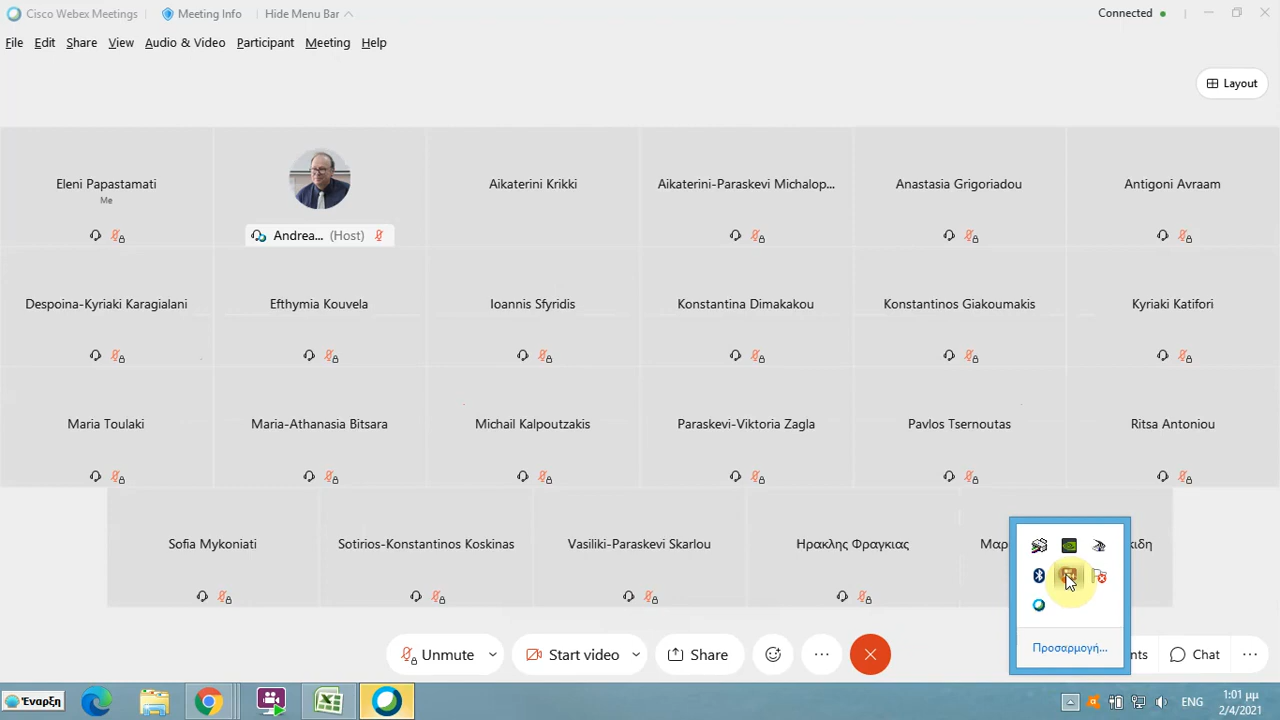 Cisco Webex Meetings Meeting Info Hide Menu Bar Connected
File Edit Share View Audio & Video Participant Meeting Help
Layout
Eleni Papastamati
Me
Andrea... (Host)
Aikaterini Krikki
Aikaterini-Paraskevi Michalop...
Anastasia Grigoriadou
Antigoni Avraam
Despoina-Kyriaki Karagialani
Efthymia Kouvela
Ioannis Sfyridis
Konstantina Dimakakou
Konstantinos Giakoumakis
Kyriaki Katifori
Maria Toulaki
Maria-Athanasia Bitsara
Michail Kalpoutzakis
Paraskevi-Viktoria Zagla
Pavlos Tsernoutas
Ritsa Antoniou
Sofia Mykoniati
Sotirios-Konstantinos Koskinas
Vasiliki-Paraskevi Skarlou
Ηρακλης Φραγκιας
Προσαρμογή...
Unmute Start video Share Chat
Έναρξη ENG 1:01 μμ
2/4/2021